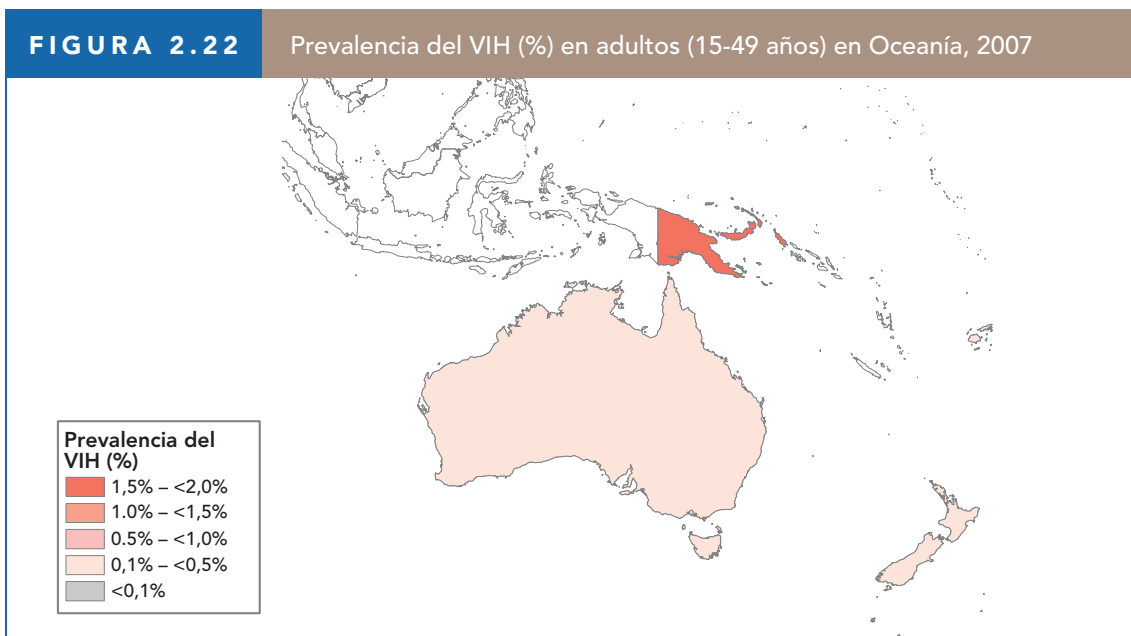 FIGURA 2.22
Prevalencia del VIH (%) en adultos (15-49 años) en Oceanía, 2007
Prevalencia del
VIH (%)
1,5% – <2,0%
1.0% – <1,5%
0.5% – <1,0%
0,1% – <0,5%
<0,1%